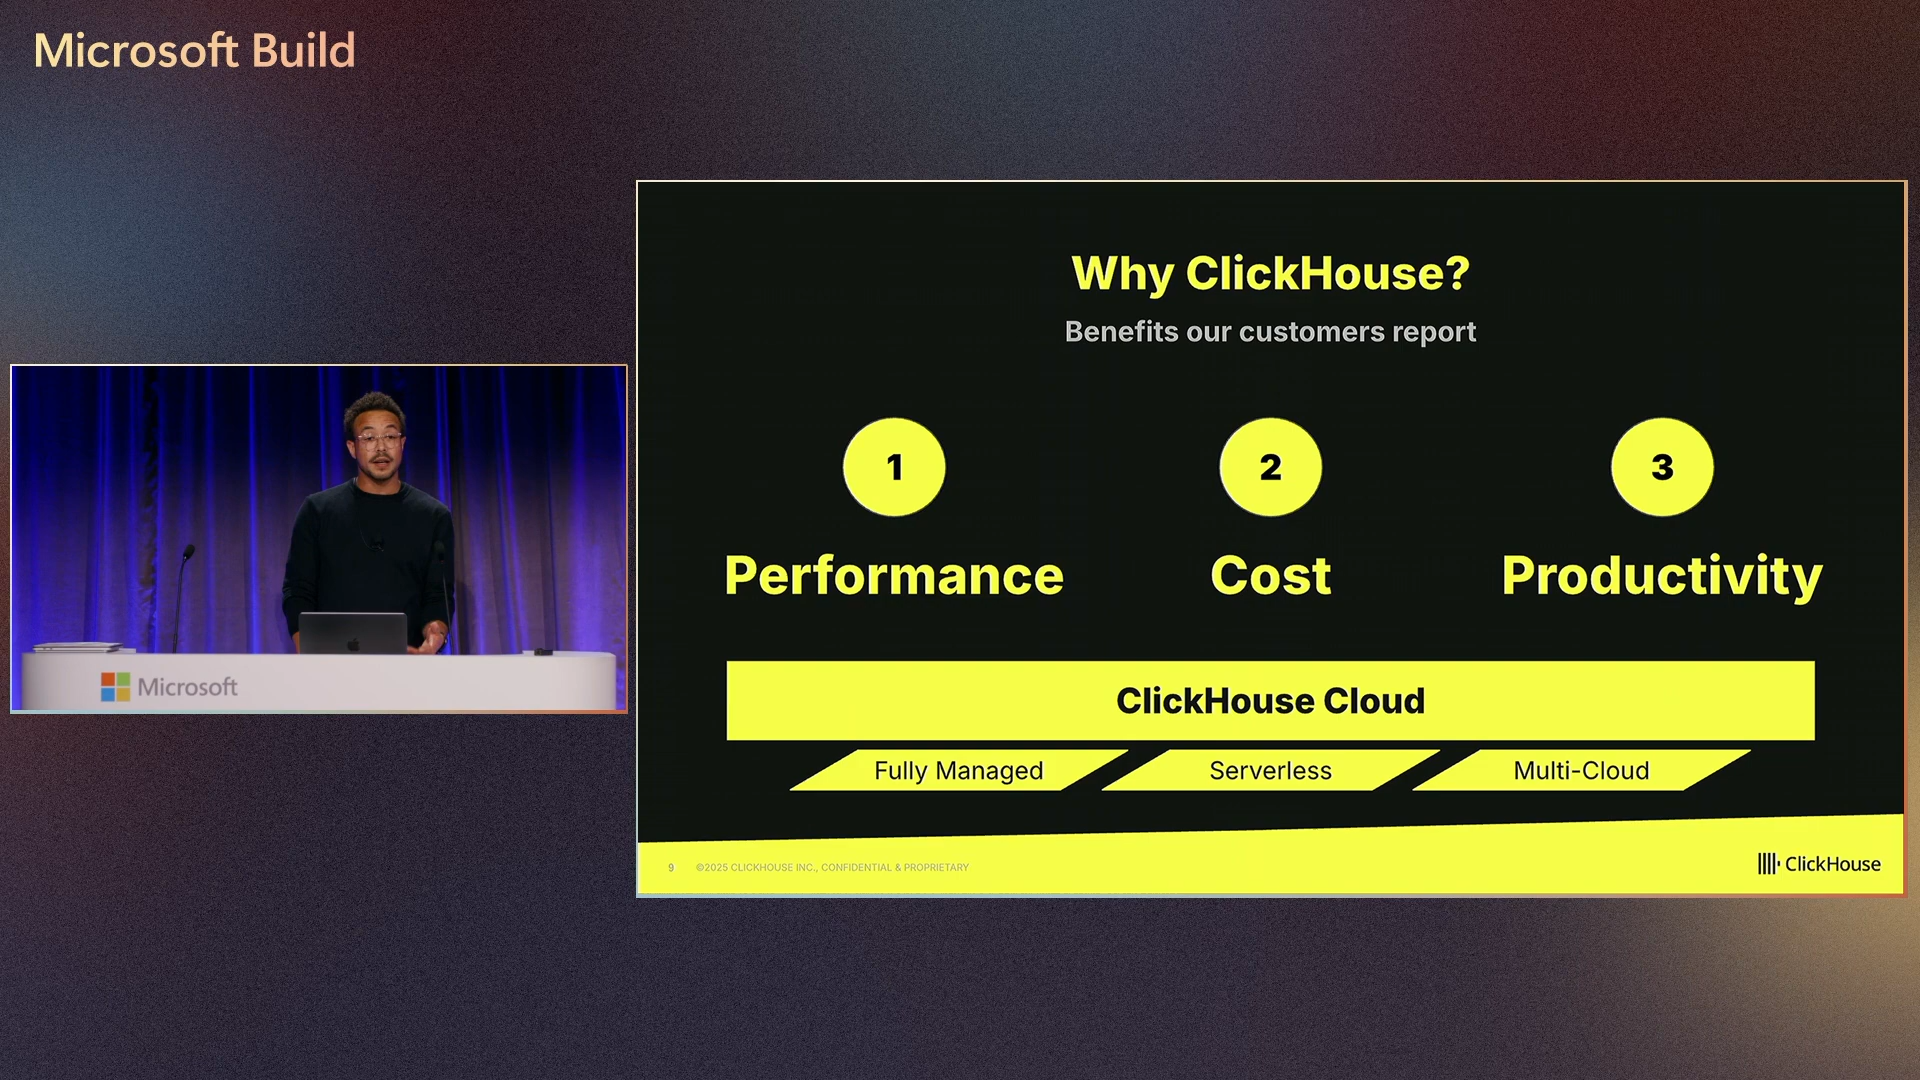 Microsoft Build
Why ClickHouse?
Benefits our customers report
1
2
3
Performance
Cost
Productivity
ClickHouse Cloud
Fully Managed
Serverless
Multi-Cloud
9
©2025 CLICKHOUSE INC., CONFIDENTIAL & PROPRIETARY
ClickHouse
Microsoft